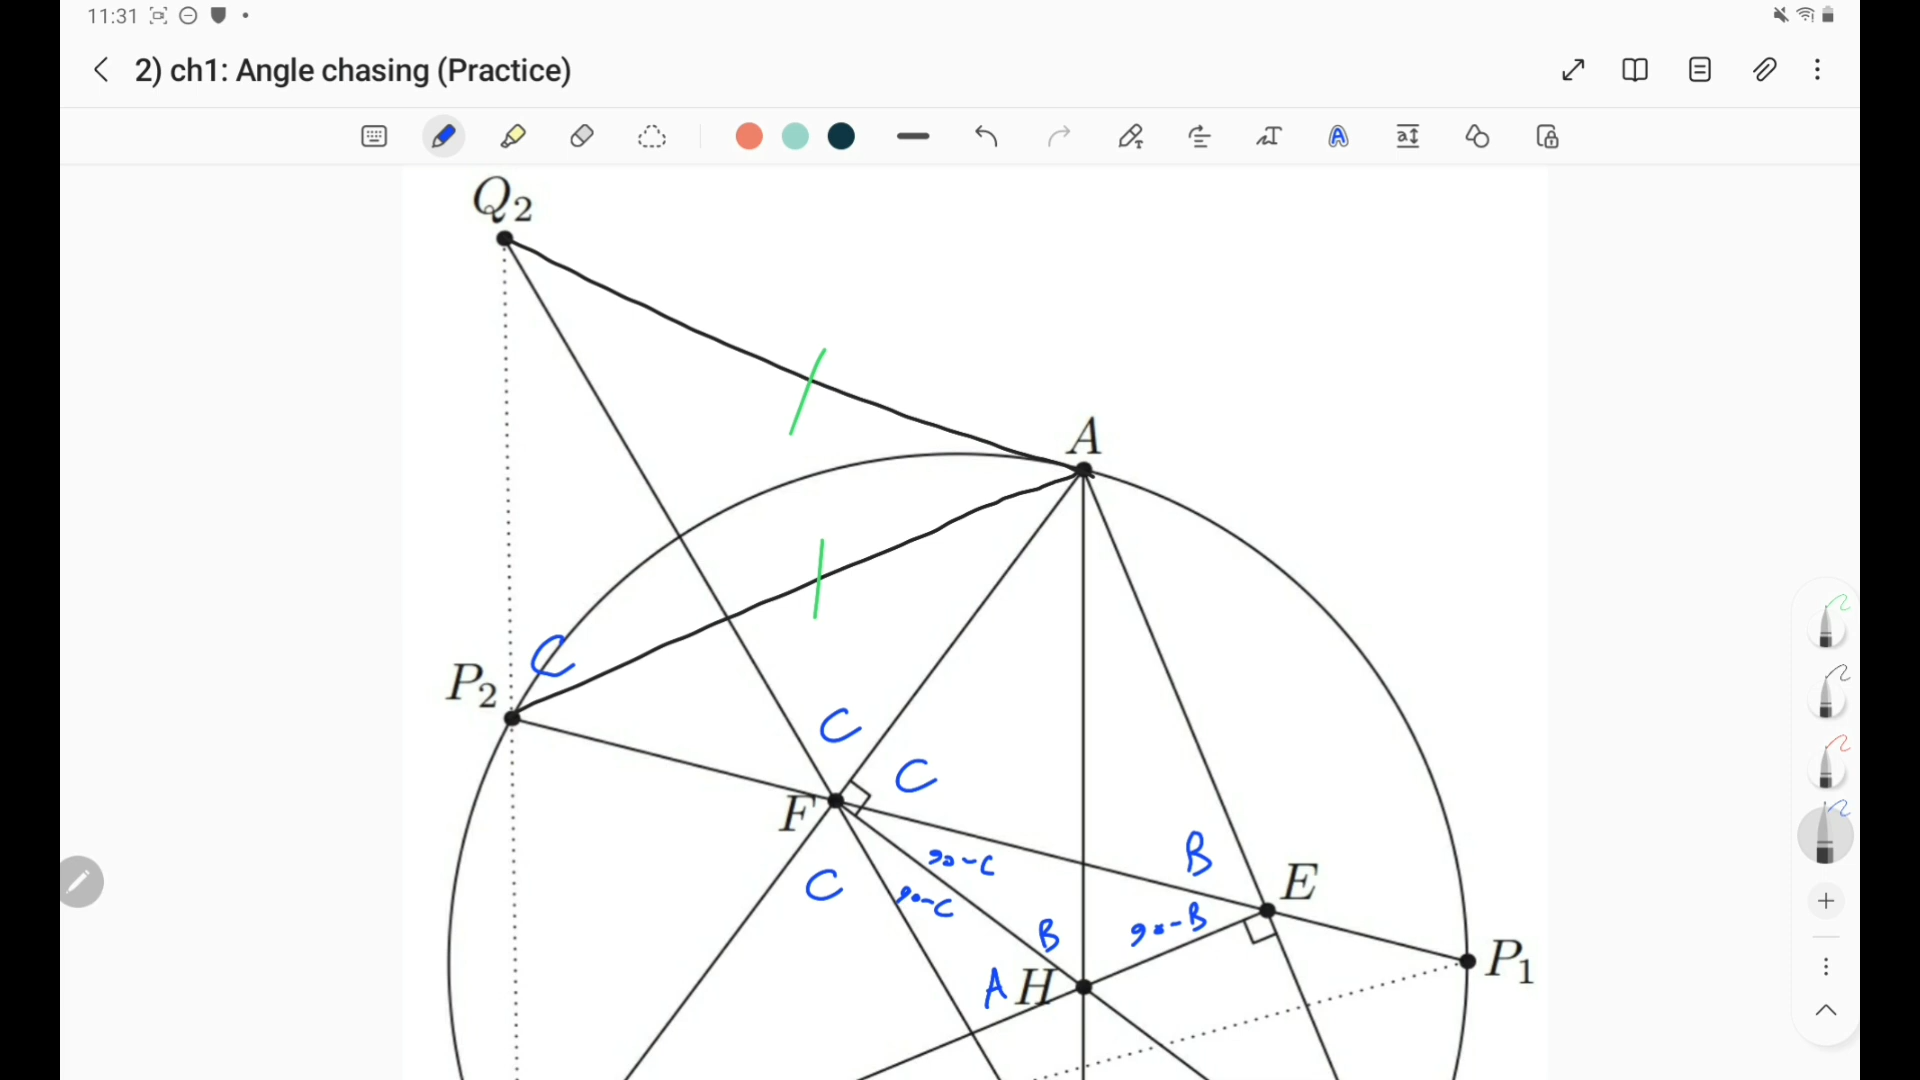 11:31
2) ch1: Angle chasing (Practice)
Q2
A
P2
C
C
C
F
C
90-C
90-C
B
E
90-B
B
A
H
P1